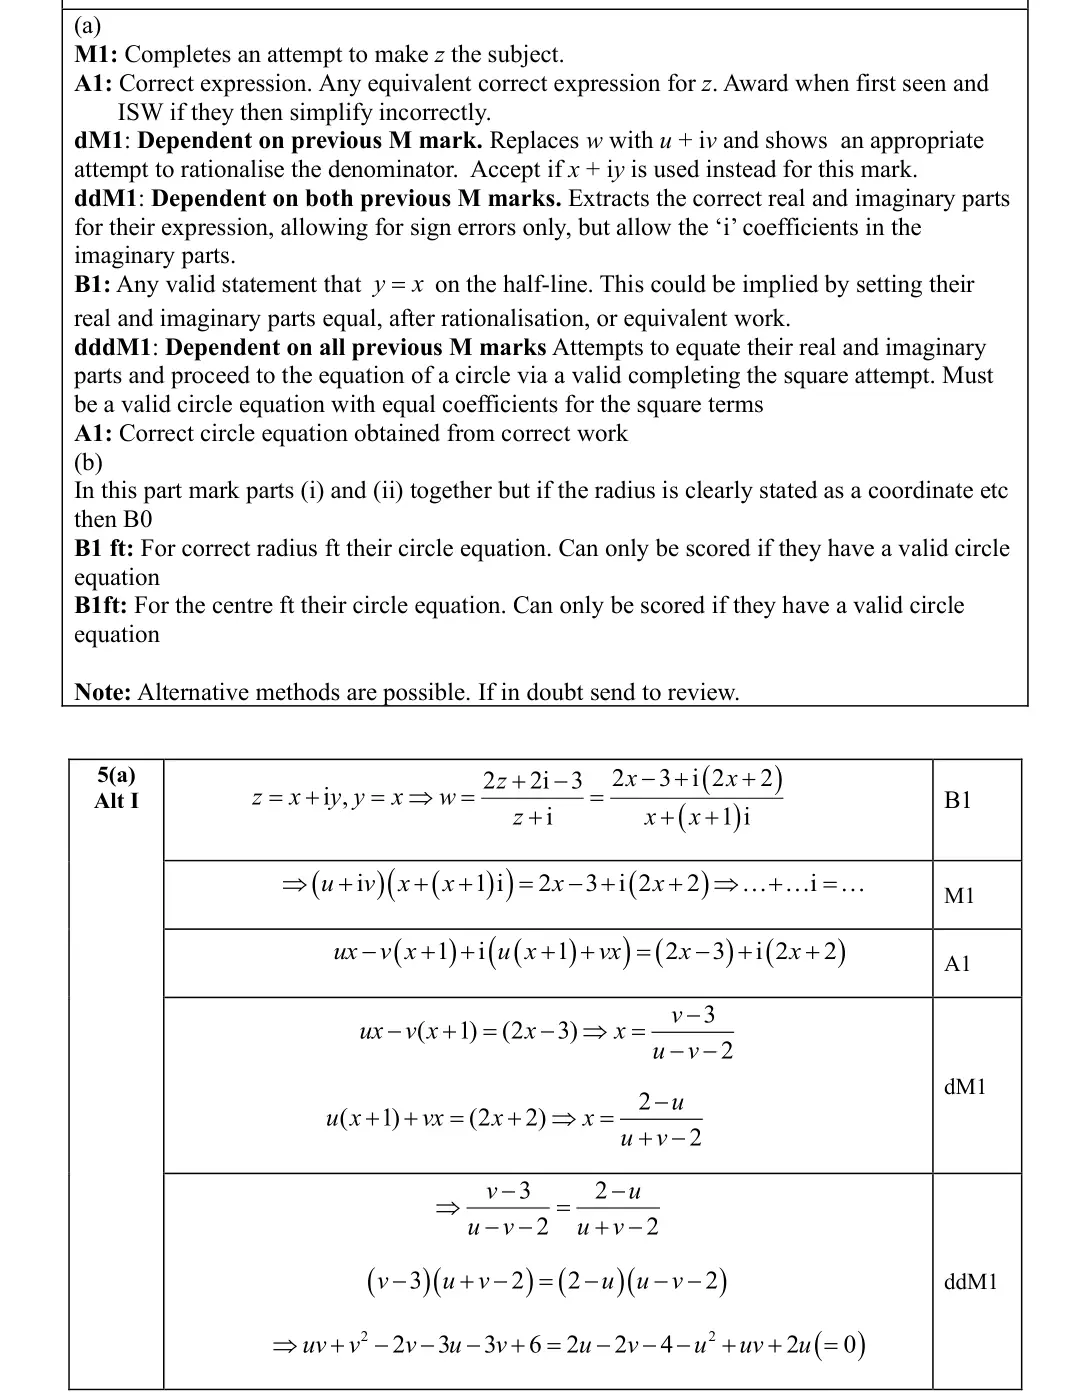 (a)
M1: Completes an attempt to make z the subject.
A1: Correct expression. Any equivalent correct expression for z. Award when first seen and
ISW if they then simplify incorrectly.
dM1: Dependent on previous M mark. Replaces w with u + iv and shows an appropriate
attempt to rationalise the denominator. Accept if x + iy is used instead for this mark.
ddM1: Dependent on both previous M marks. Extracts the correct real and imaginary parts
for their expression, allowing for sign errors only, but allow the ‘i’ coefficients in the
imaginary parts.
B1: Any valid statement that y = x on the half-line. This could be implied by setting their
real and imaginary parts equal, after rationalisation, or equivalent work.
dddM1: Dependent on all previous M marks Attempts to equate their real and imaginary
parts and proceed to the equation of a circle via a valid completing the square attempt. Must
be a valid circle equation with equal coefficients for the square terms
A1: Correct circle equation obtained from correct work
(b)
In this part mark parts (i) and (ii) together but if the radius is clearly stated as a coordinate etc
then B0
B1 ft: For correct radius ft their circle equation. Can only be scored if they have a valid circle
equation
B1ft: For the centre ft their circle equation. Can only be scored if they have a valid circle
equation
Note: Alternative methods are possible. If in doubt send to review.
5(a)
Alt I
z = x + iy, y = x ⇒ w = (2z + 2i − 3)/(z + i) = (2x − 3 + i(2x + 2))/(x + (x + 1)i)
B1
⇒ (u + iv)(x + (x + 1)i) = 2x − 3 + i(2x + 2) ⇒ … + …i = …
M1
ux − v(x + 1) + i(u(x + 1) + vx) = (2x − 3) + i(2x + 2)
A1
ux − v(x + 1) = (2x − 3) ⇒ x = (v − 3)/(u − v − 2)
u(x + 1) + vx = (2x + 2) ⇒ x = (2 − u)/(u + v − 2)
dM1
⇒ (v − 3)/(u − v − 2) = (2 − u)/(u + v − 2)
(v − 3)(u + v − 2) = (2 − u)(u − v − 2)
⇒ uv + v² − 2v − 3u − 3v + 6 = 2u − 2v − 4 − u² + uv + 2u (= 0)
ddM1